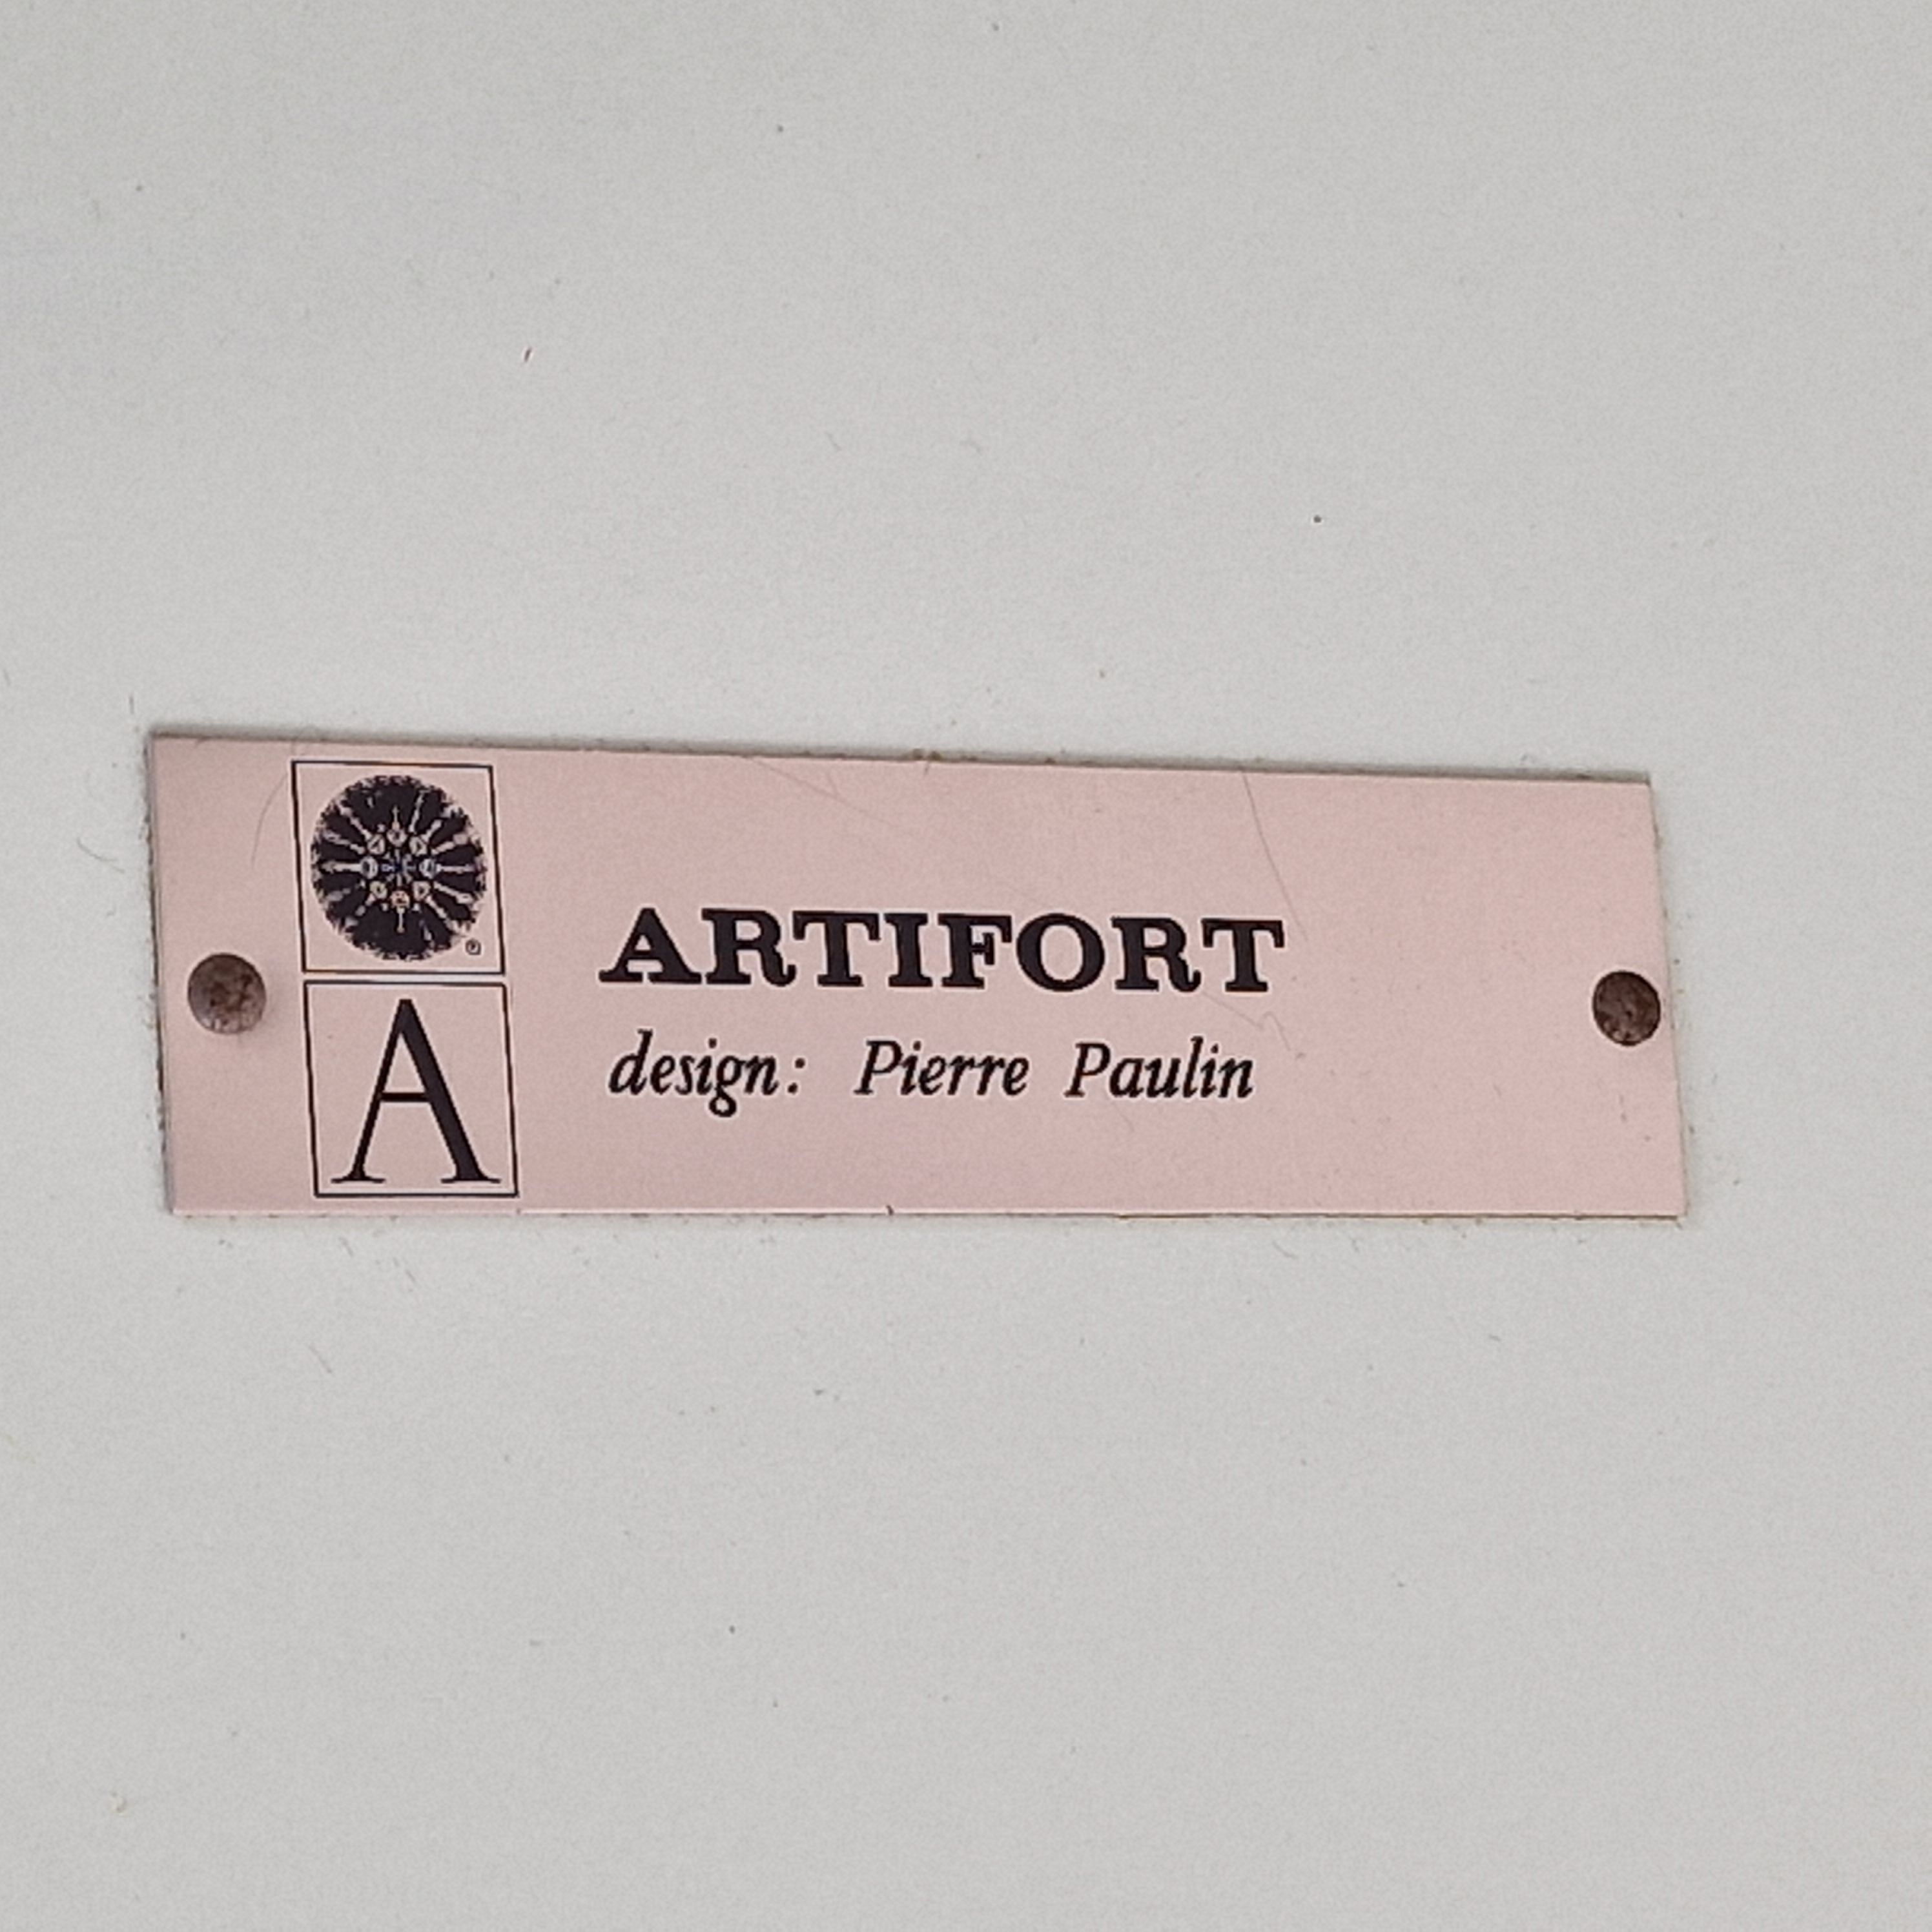 ®
A
ARTIFORT
design: Pierre Paulin